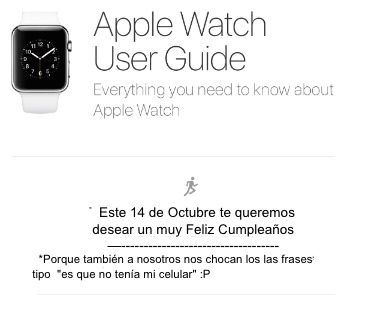 Apple Watch
User Guide
Everything you need to know about
Apple Watch
Este 14 de Octubre te queremos
desear un muy Feliz Cumpleaños
*Porque también a nosotros nos chocan los las frases
tipo "es que no tenía mi celular" :P